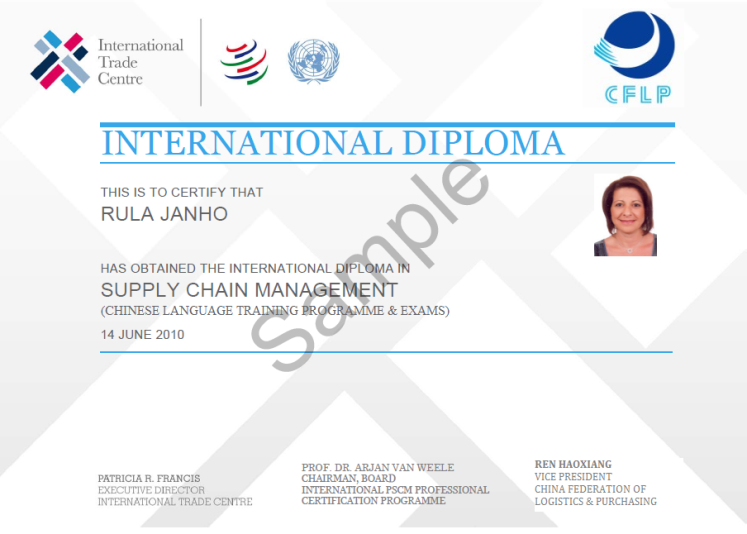 International
Trade
Centre
CFLP
INTERNATIONAL DIPLOMA
THIS IS TO CERTIFY THAT
RULA JANHO
HAS OBTAINED THE INTERNATIONAL DIPLOMA IN
SUPPLY CHAIN MANAGEMENT
(CHINESE LANGUAGE TRAINING PROGRAMME & EXAMS)
14 JUNE 2010
Sample
PATRICIA R. FRANCIS
EXECUTIVE DIRECTOR
INTERNATIONAL TRADE CENTRE
PROF. DR. ARJAN VAN WEELE
CHAIRMAN, BOARD
INTERNATIONAL PSCM PROFESSIONAL
CERTIFICATION PROGRAMME
REN HAOXIANG
VICE PRESIDENT
CHINA FEDERATION OF
LOGISTICS & PURCHASING